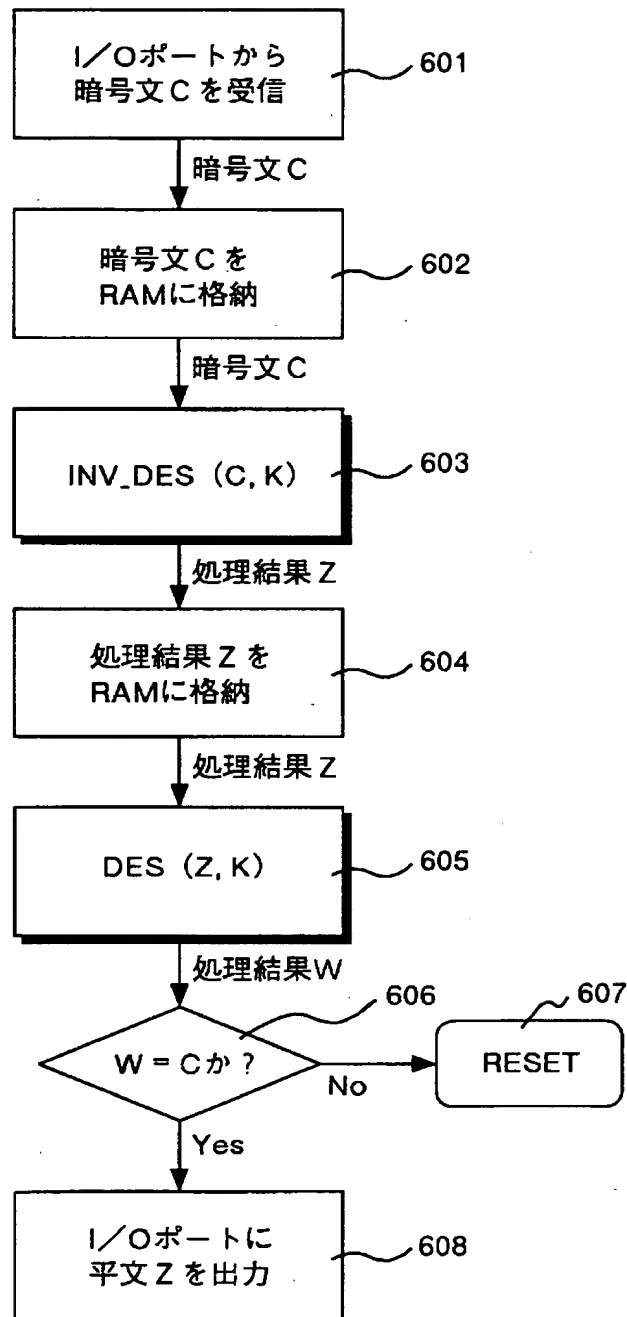 I/Oポートから
暗号文Cを受信
601
暗号文C
暗号文Cを
RAMに格納
602
暗号文C
INV_DES (C, K)
603
処理結果Z
処理結果Zを
RAMに格納
604
処理結果Z
DES (Z, K)
605
処理結果W
606
W = Cか?
No
607
RESET
Yes
I/Oポートに
平文Zを出力
608